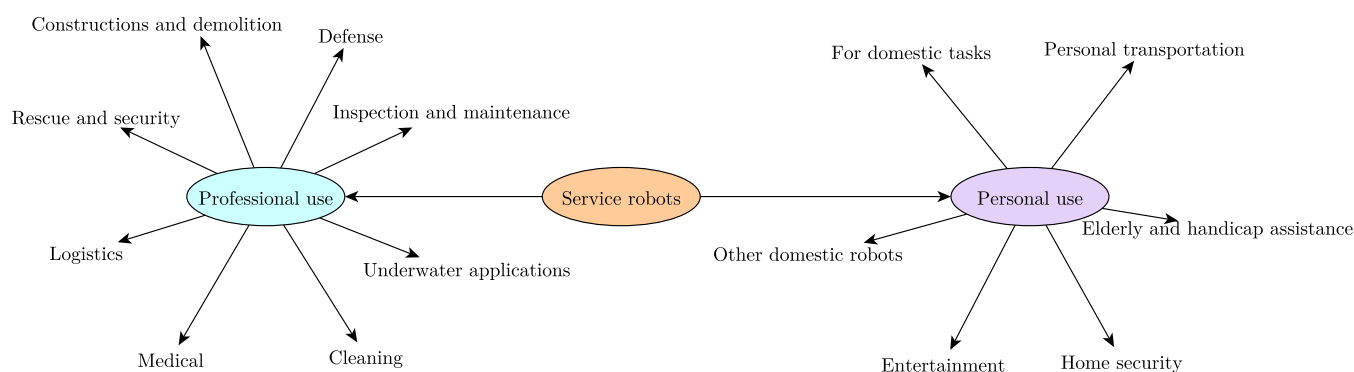 Constructions and demolition
Defense
For domestic tasks
Personal transportation
Rescue and security
Inspection and maintenance
Professional use
Service robots
Personal use
Logistics
Underwater applications
Other domestic robots
Elderly and handicap assistance
Medical
Cleaning
Entertainment
Home security